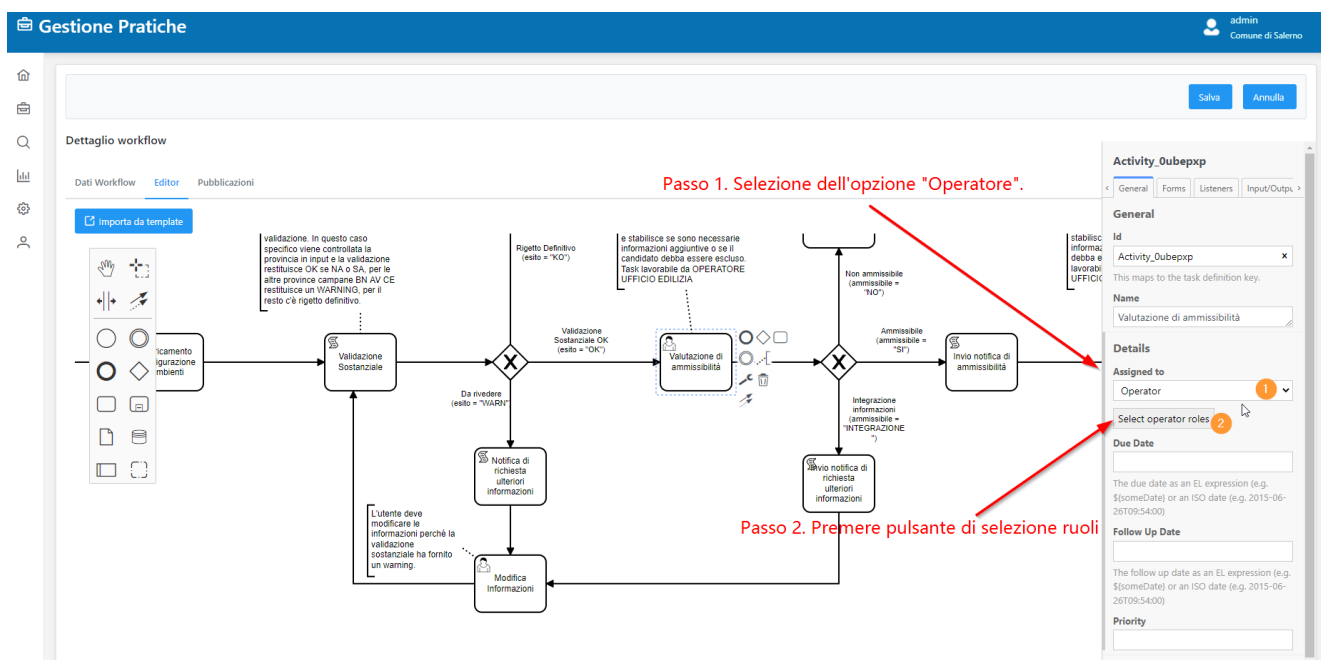 Gestione Pratiche
admin
Comune di Salerno
Salva
Annulla
Dettaglio workflow
Dati Workflow
Editor
Pubblicazioni
Importa da template
Passo 1. Selezione dell'opzione "Operatore".
validazione. In questo caso
specifico viene controllata la
provincia in input e la validazione
restituisce OK se NA o SA, per le
altre province campane BN AV CE
restituisce un WARNING, per il
resto c'è rigetto definitivo.
Rigetto Definitivo
(esito = "KO")
e stabilisce se sono necessarie
informazioni aggiuntive o se il
candidato debba essere escluso.
Task lavorabile da OPERATORE
UFFICIO EDILIZIA
Non ammissibile
(ammissibile =
"NO")
Validazione
Sostanziale
Validazione
Sostanziale OK
(esito = "OK")
Valutazione di
ammissibilità
Ammissibile
(ammissibile =
"SI")
Invio notifica di
ammissibilità
Da rivedere
(esito = "WARN"
Integrazione
informazioni
(ammissibile =
"INTEGRAZIONE
")
Notifica di
richiesta
ulteriori
informazioni
Invio notifica di
richiesta
ulteriori
informazioni
L'utente deve
modificare le
informazioni perchè la
validazione
sostanziale ha fornito
un warning.
Modifica
Informazioni
Passo 2. Premere pulsante di selezione ruoli
Activity_0ubepxp
General
Forms
Listeners
Input/Outpu
General
Id
Activity_0ubepxp
x
This maps to the task definition key.
Name
Valutazione di ammissibilità
Details
Assigned to
Operator
1
Select operator roles
2
Due Date
The due date as an EL expression (e.g.
${someDate} or an ISO date (e.g. 2015-06-
26T09:54:00)
Follow Up Date
The follow up date as an EL expression (e.g.
${someDate} or an ISO date (e.g. 2015-06-
26T09:54:00)
Priority